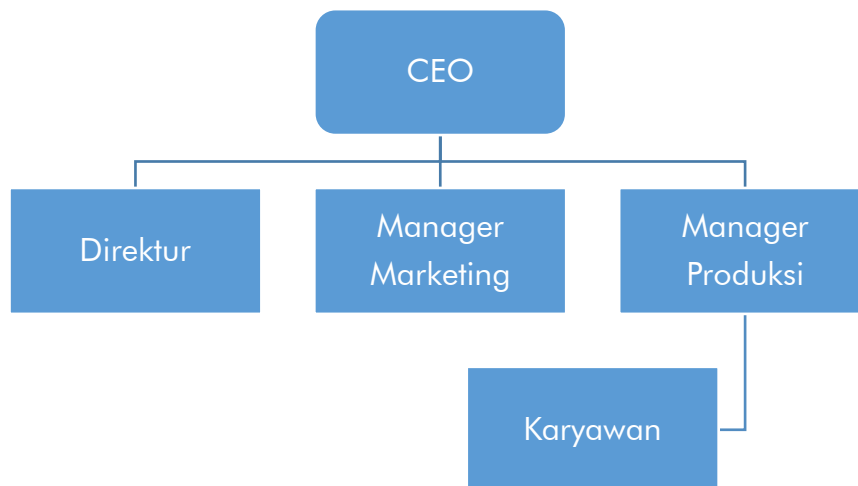 CEO
Direktur
Manager
Marketing
Manager
Produksi
Karyawan